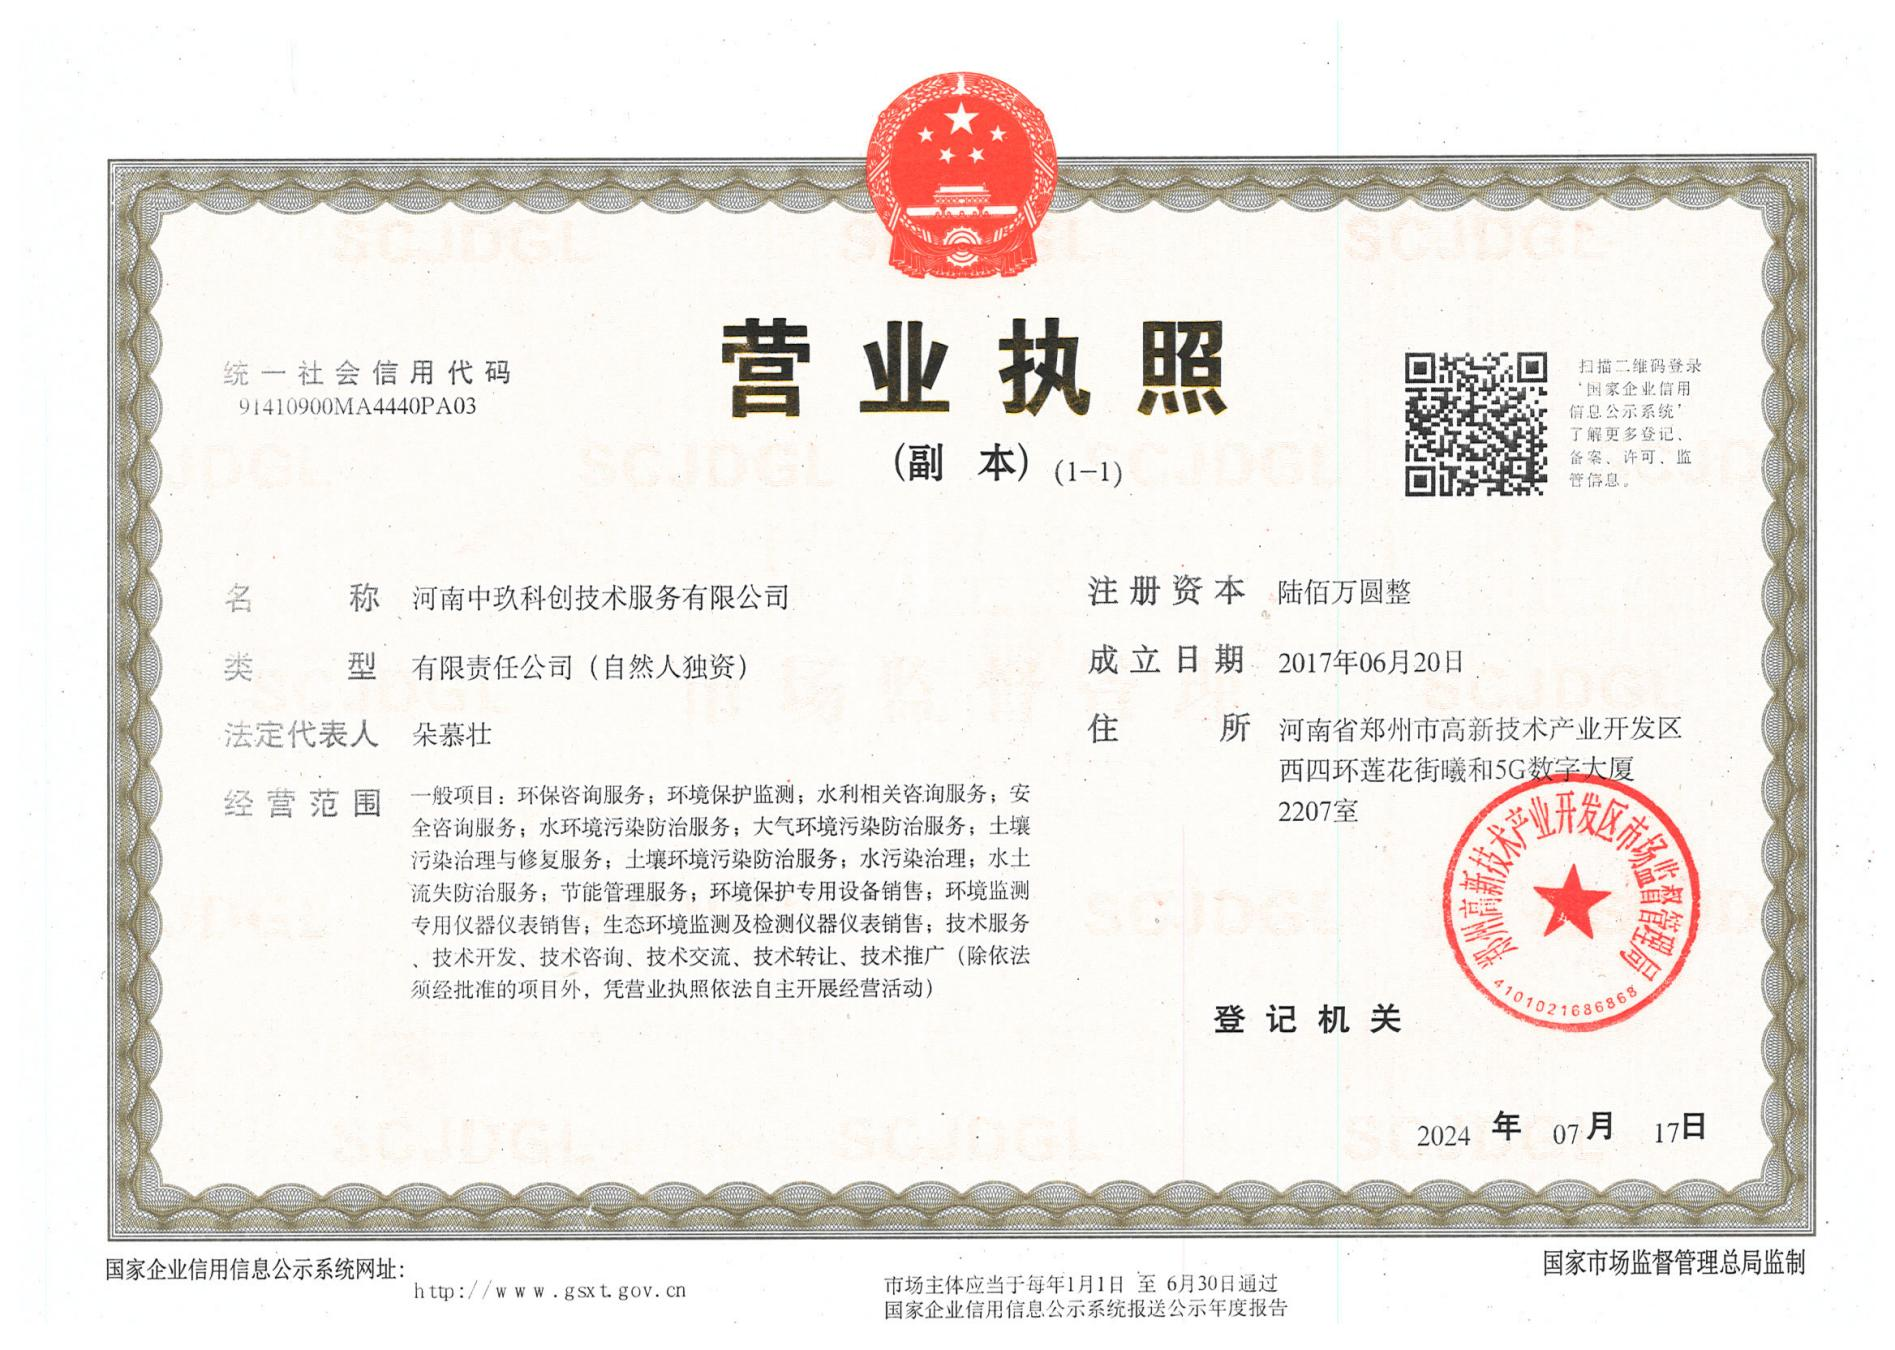 营业执照
(副 本) (1-1)
统一社会信用代码
91410900MA4440PA03
扫描二维码登录
'国家企业信用
信息公示系统'
了解更多登记、
备案、许可、监
管信息。
名 称 河南中玖科创技术服务有限公司
类 型 有限责任公司（自然人独资）
法定代表人 朵慕壮
经营范围 一般项目：环保咨询服务；环境保护监测；水利相关咨询服务；安
全咨询服务；水环境污染防治服务；大气环境污染防治服务；土壤
污染治理与修复服务；土壤环境污染防治服务；水污染治理；水土
流失防治服务；节能管理服务；环境保护专用设备销售；环境监测
专用仪器仪表销售；生态环境监测及检测仪器仪表销售；技术服务
、技术开发、技术咨询、技术交流、技术转让、技术推广（除依法
须经批准的项目外，凭营业执照依法自主开展经营活动）
注册资本 陆佰万圆整
成立日期 2017年06月20日
住 所 河南省郑州市高新技术产业开发区
西四环莲花街曦和5G数字大厦
2207室
郑州高新技术产业开发区市场监督管理局
4101021686868
登记机关
2024 年 07月 17日
国家企业信用信息公示系统网址：
http://www.gsxt.gov.cn
市场主体应当于每年1月1日 至 6月30日通过
国家企业信用信息公示系统报送公示年度报告
国家市场监督管理总局监制